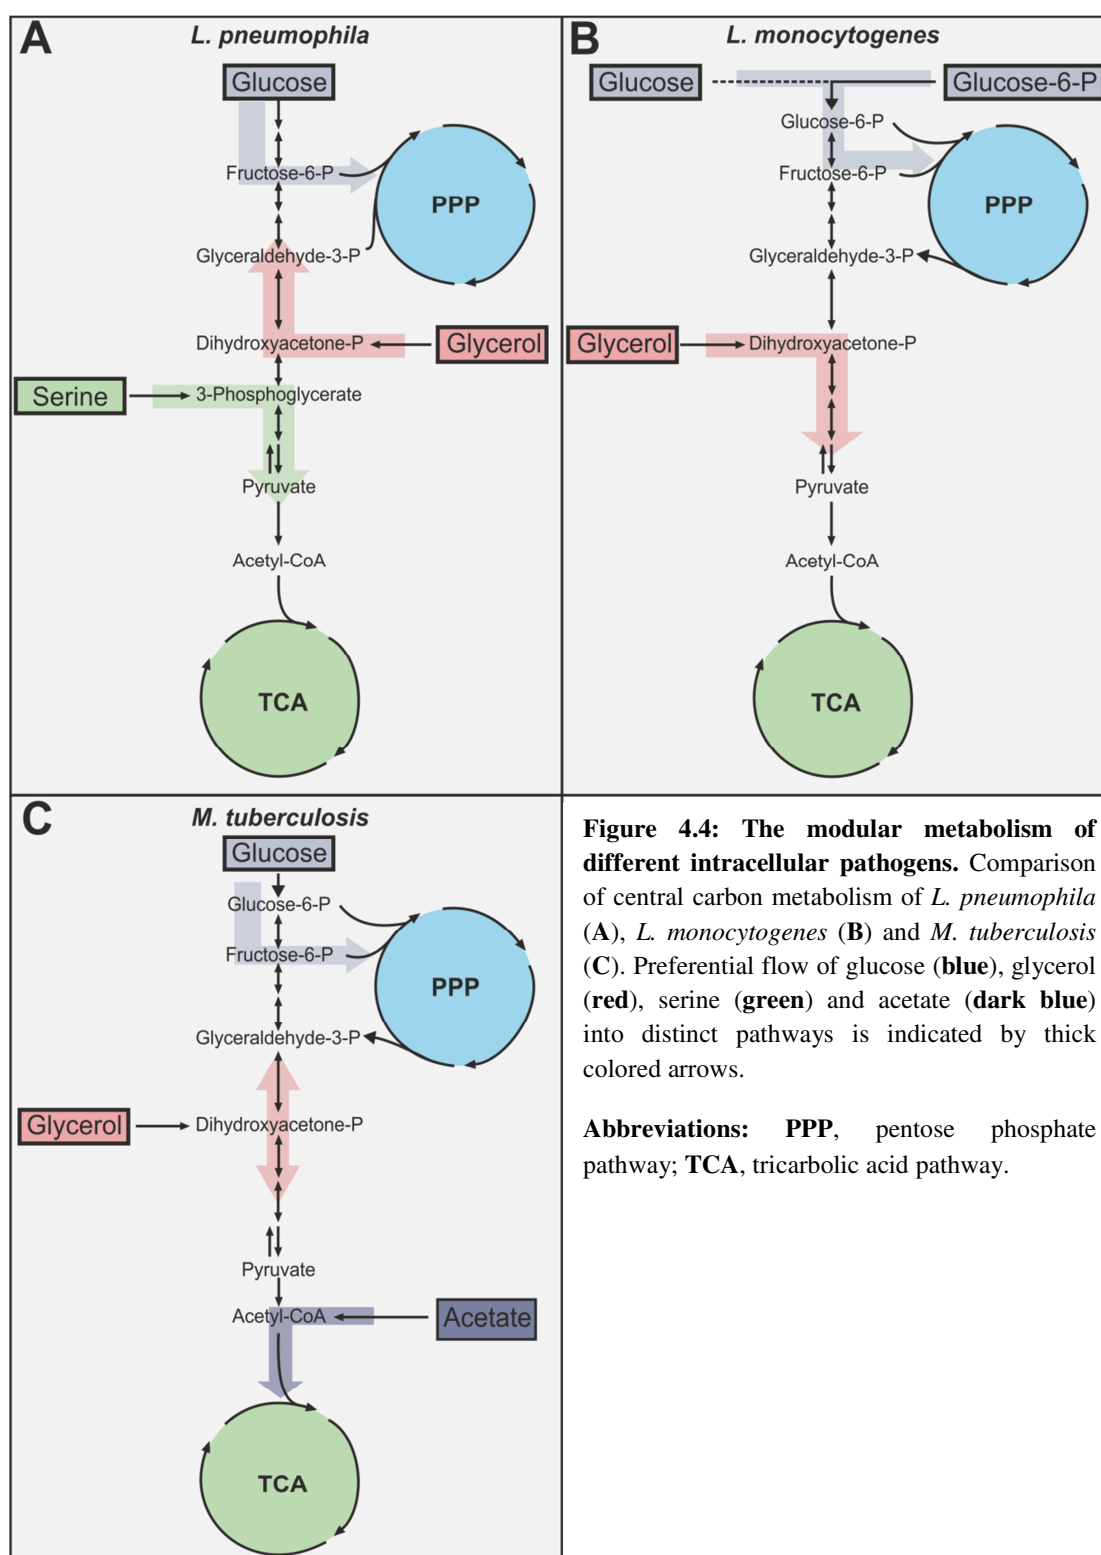 A
L. pneumophila
Glucose
Fructose-6-P
PPP
Glyceraldehyde-3-P
Dihydroxyacetone-P
Glycerol
Serine
3-Phosphoglycerate
Pyruvate
Acetyl-CoA
TCA
B
L. monocytogenes
Glucose
Glucose-6-P
Glucose-6-P
Fructose-6-P
PPP
Glyceraldehyde-3-P
Glycerol
Dihydroxyacetone-P
Pyruvate
Acetyl-CoA
TCA
C
M. tuberculosis
Glucose
Glucose-6-P
Fructose-6-P
PPP
Glyceraldehyde-3-P
Glycerol
Dihydroxyacetone-P
Pyruvate
Acetyl-CoA
Acetate
TCA
Figure 4.4: The modular metabolism of
different intracellular pathogens. Comparison
of central carbon metabolism of L. pneumophila
(A), L. monocytogenes (B) and M. tuberculosis
(C). Preferential flow of glucose (blue), glycerol
(red), serine (green) and acetate (dark blue)
into distinct pathways is indicated by thick
colored arrows.
Abbreviations: PPP, pentose phosphate
pathway; TCA, tricarbolic acid pathway.